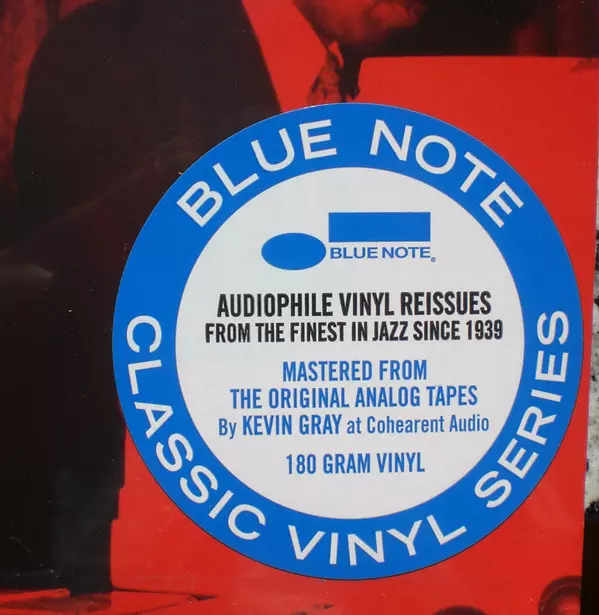 BLUE NOTE
BLUE NOTE®
AUDIOPHILE VINYL REISSUES
FROM THE FINEST IN JAZZ SINCE 1939
MASTERED FROM
THE ORIGINAL ANALOG TAPES
By KEVIN GRAY at Cohearent Audio
180 GRAM VINYL
CLASSIC VINYL SERIES